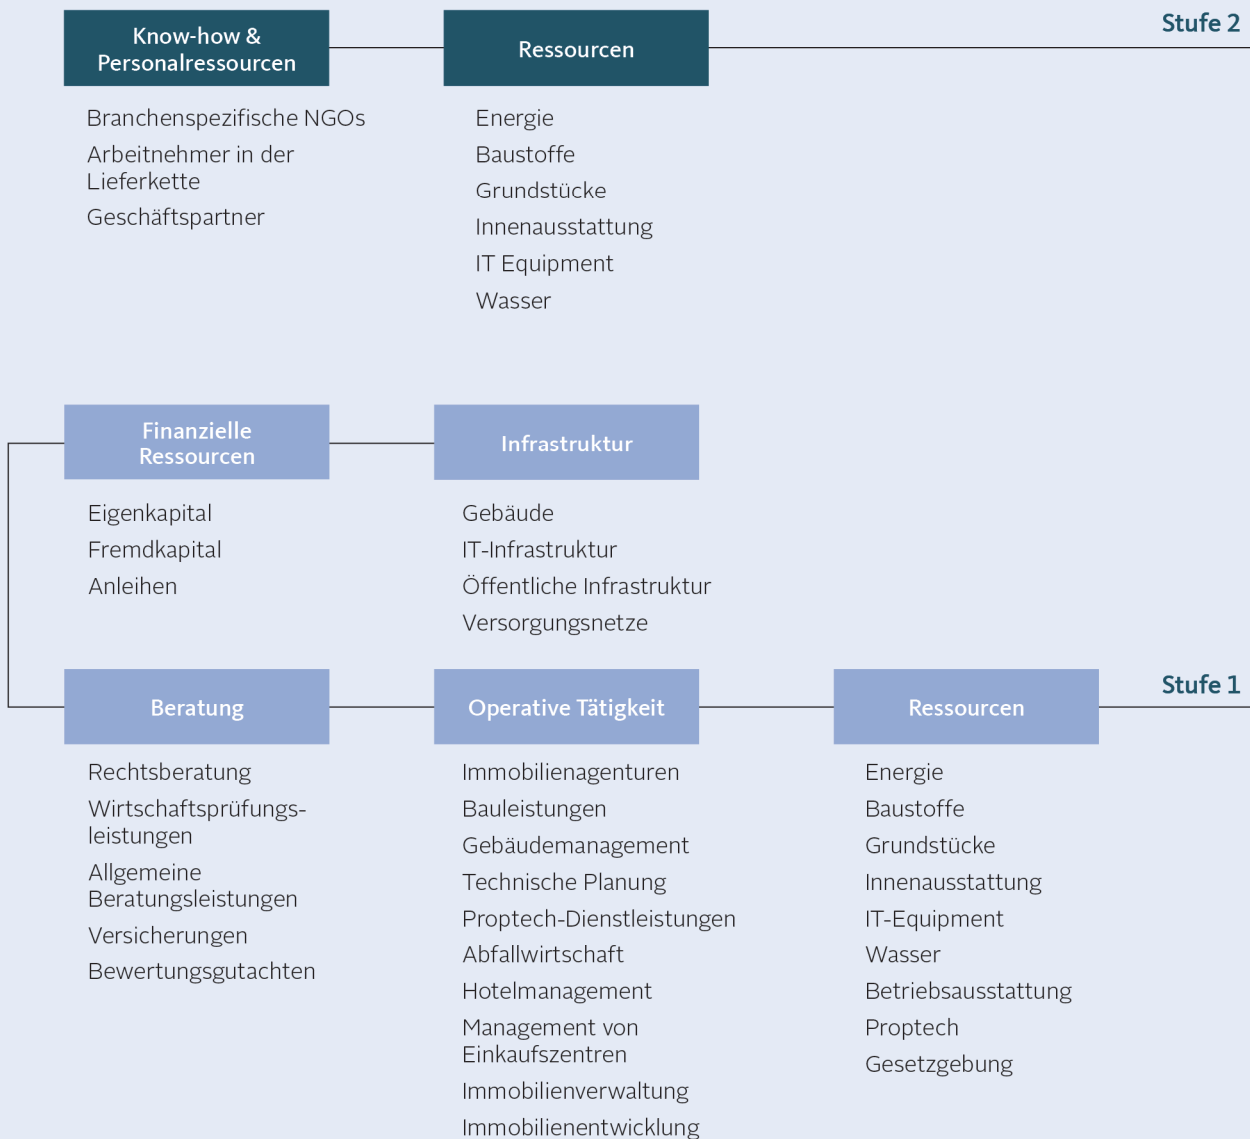 Stufe 2
Know-how &
Personalressourcen
Branchenspezifische NGOs
Arbeitnehmer in der
Lieferkette
Geschäftspartner
Ressourcen
Energie
Baustoffe
Grundstücke
Innenausstattung
IT Equipment
Wasser
Finanzielle
Ressourcen
Eigenkapital
Fremdkapital
Anleihen
Infrastruktur
Gebäude
IT-Infrastruktur
Öffentliche Infrastruktur
Versorgungsnetze
Stufe 1
Beratung
Rechtsberatung
Wirtschaftsprüfungs-
leistungen
Allgemeine
Beratungsleistungen
Versicherungen
Bewertungsgutachten
Operative Tätigkeit
Immobilienagenturen
Bauleistungen
Gebäudemanagement
Technische Planung
Proptech-Dienstleistungen
Abfallwirtschaft
Hotelmanagement
Management von
Einkaufszentren
Immobilienverwaltung
Immobilienentwicklung
Ressourcen
Energie
Baustoffe
Grundstücke
Innenausstattung
IT-Equipment
Wasser
Betriebsausstattung
Proptech
Gesetzgebung